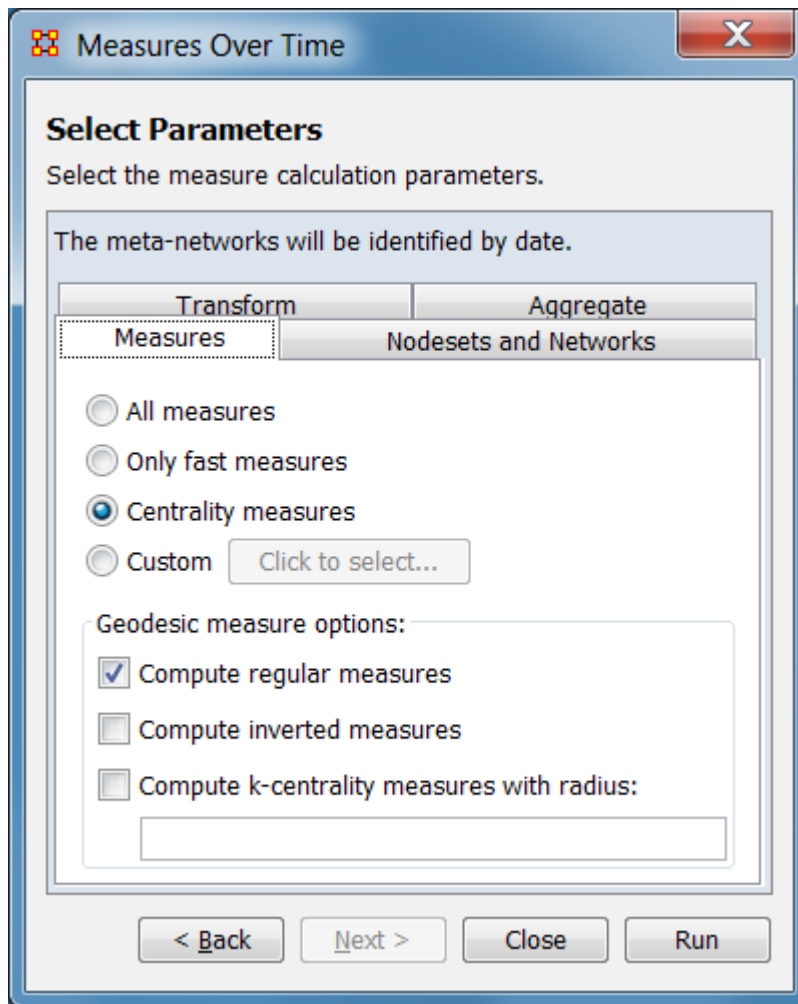 Measures Over Time
Select Parameters
Select the measure calculation parameters.
The meta-networks will be identified by date.
Transform Aggregate
Measures Nodesets and Networks
All measures
Only fast measures
Centrality measures
Custom Click to select...
Geodesic measure options:
Compute regular measures
Compute inverted measures
Compute k-centrality measures with radius:
< Back Next > Close Run